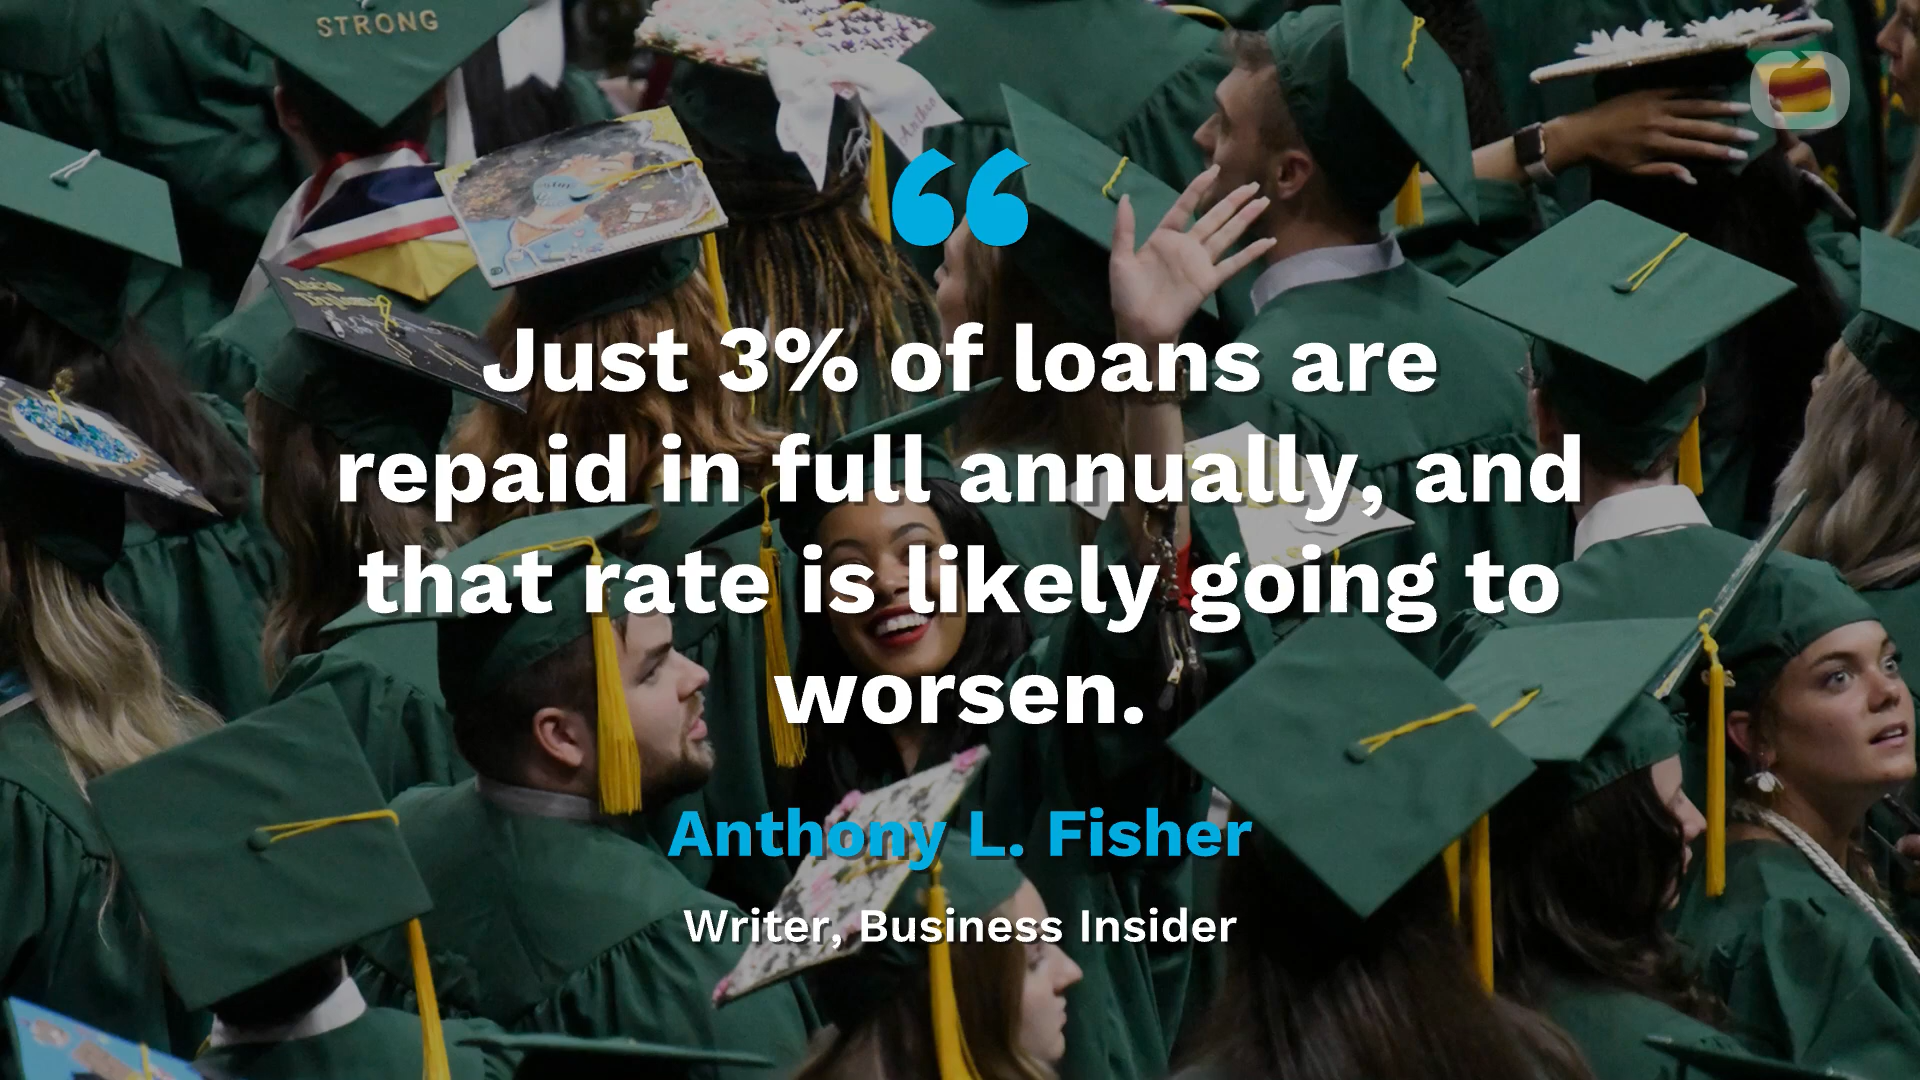 STRONG
“
Just 3% of loans are
repaid in full annually, and
that rate is likely going to
worsen.
Anthony L. Fisher
Writer, Business Insider